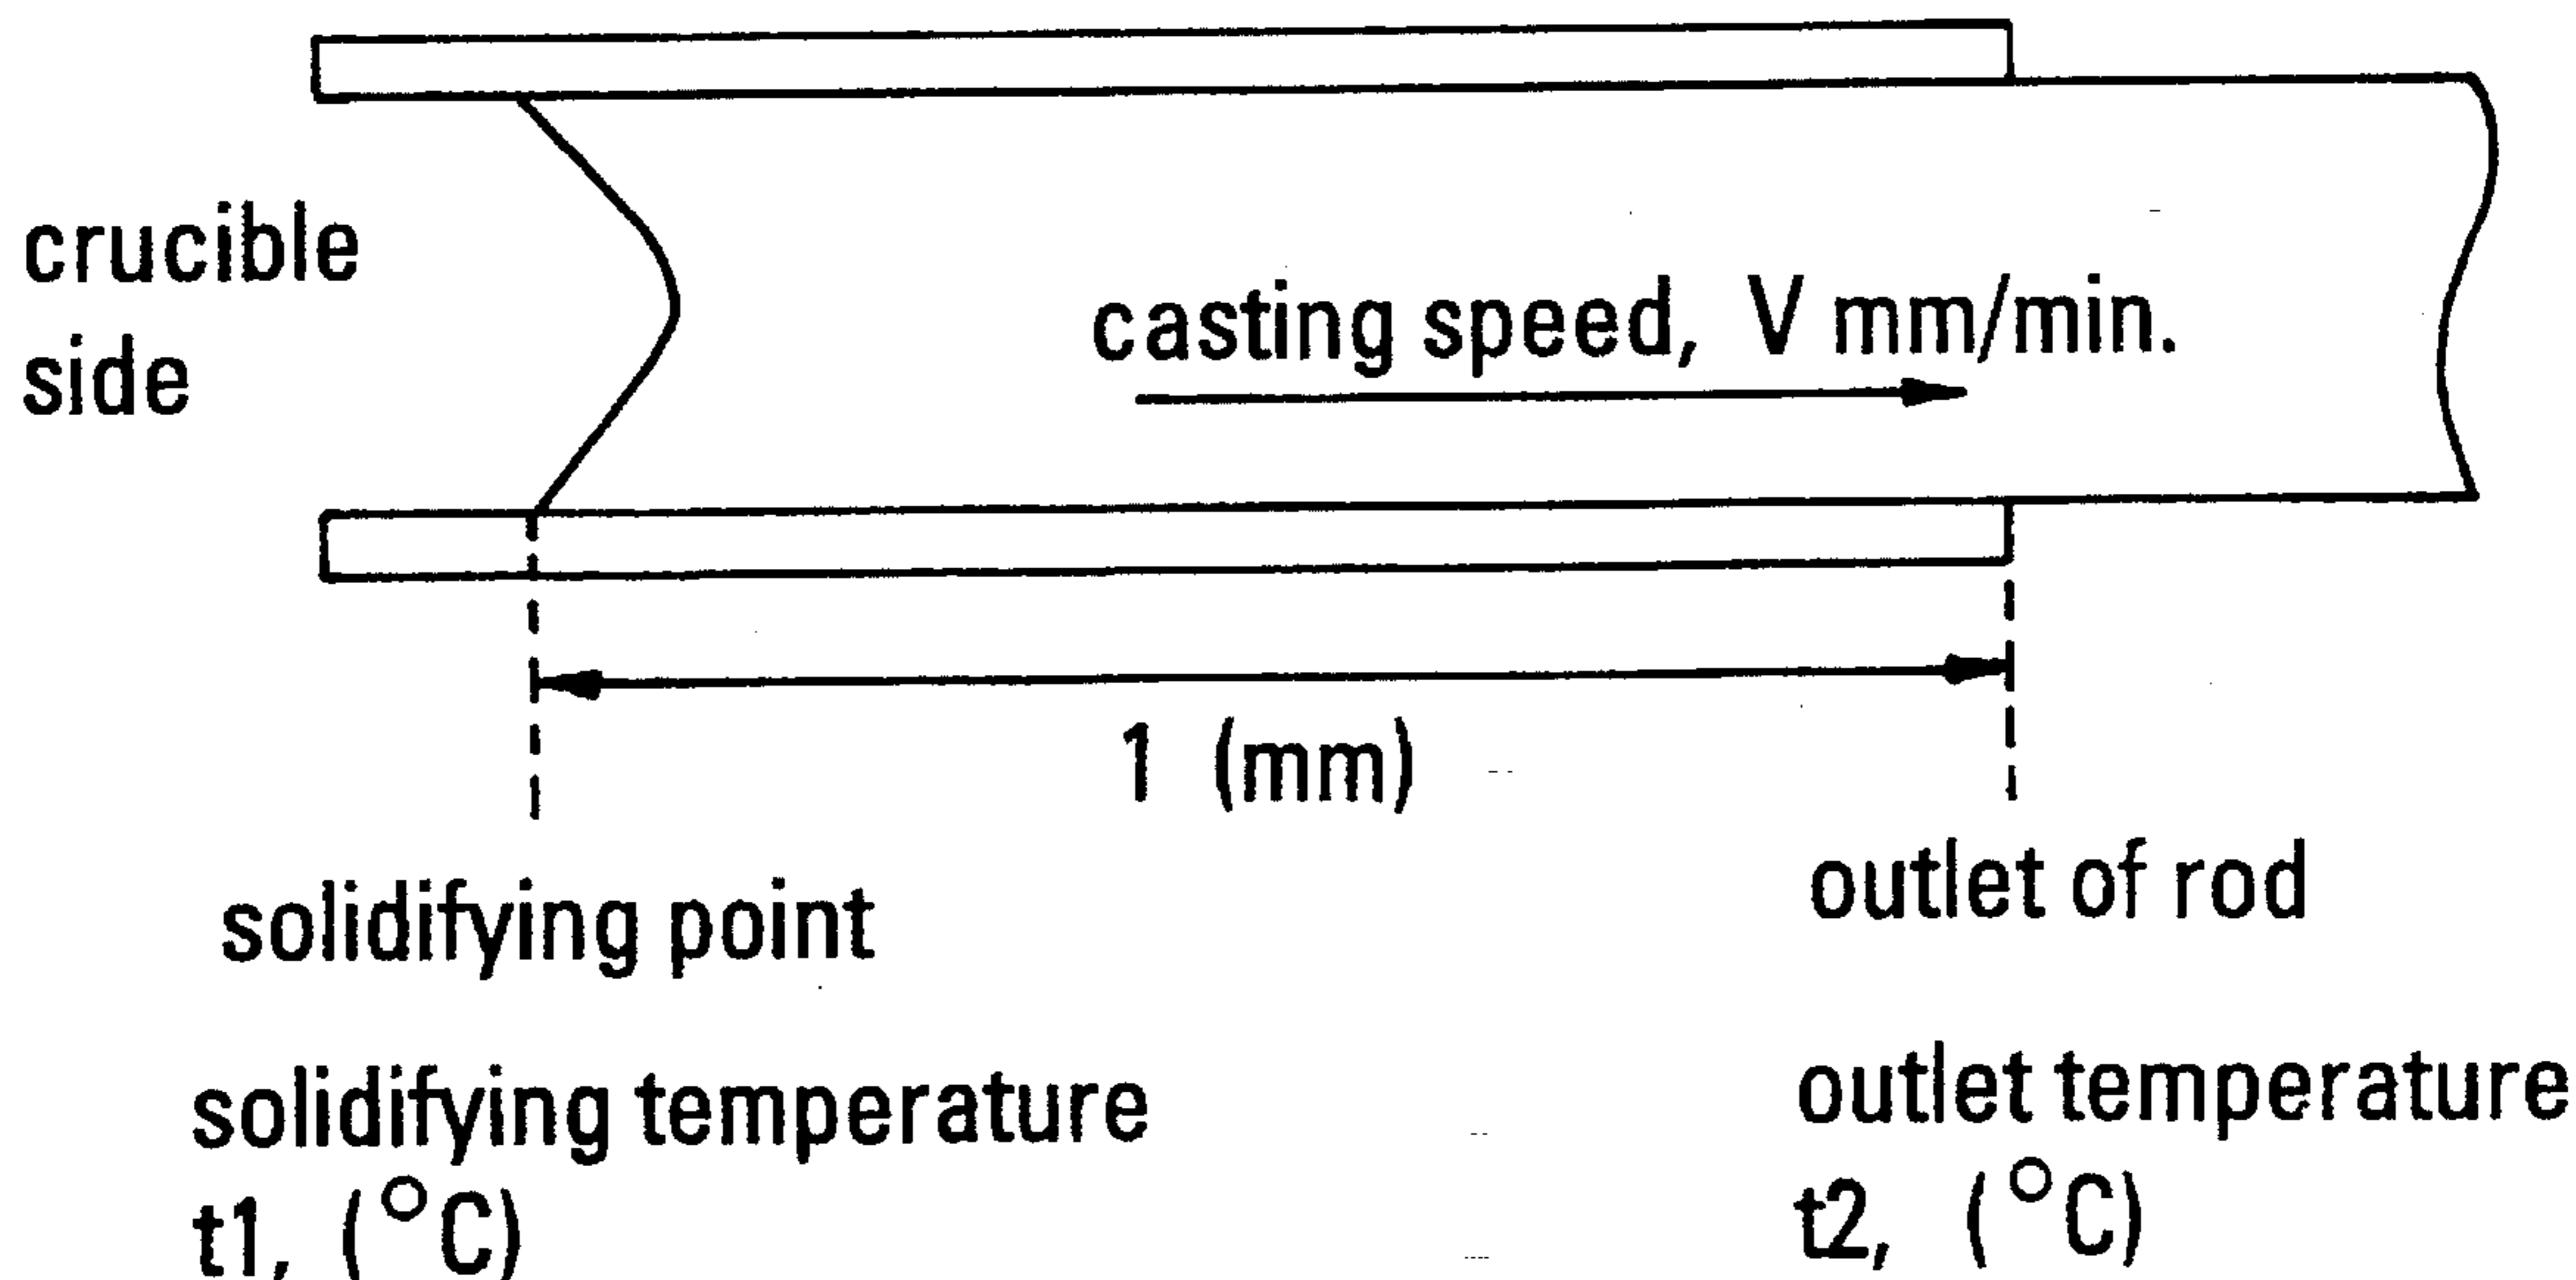 crucible
side
casting speed, V mm/min.
1 (mm)
solidifying point
outlet of rod
solidifying temperature
t1, (°C)
outlet temperature
t2, (°C)